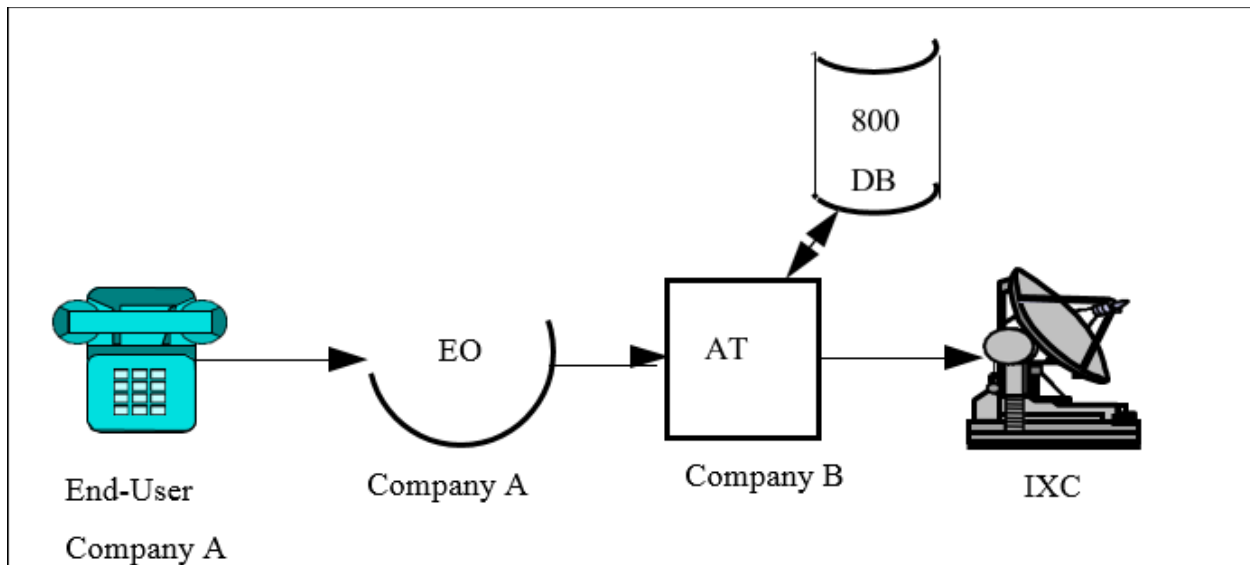 800
DB
EO
AT
End-User
Company A
Company A
Company B
IXC